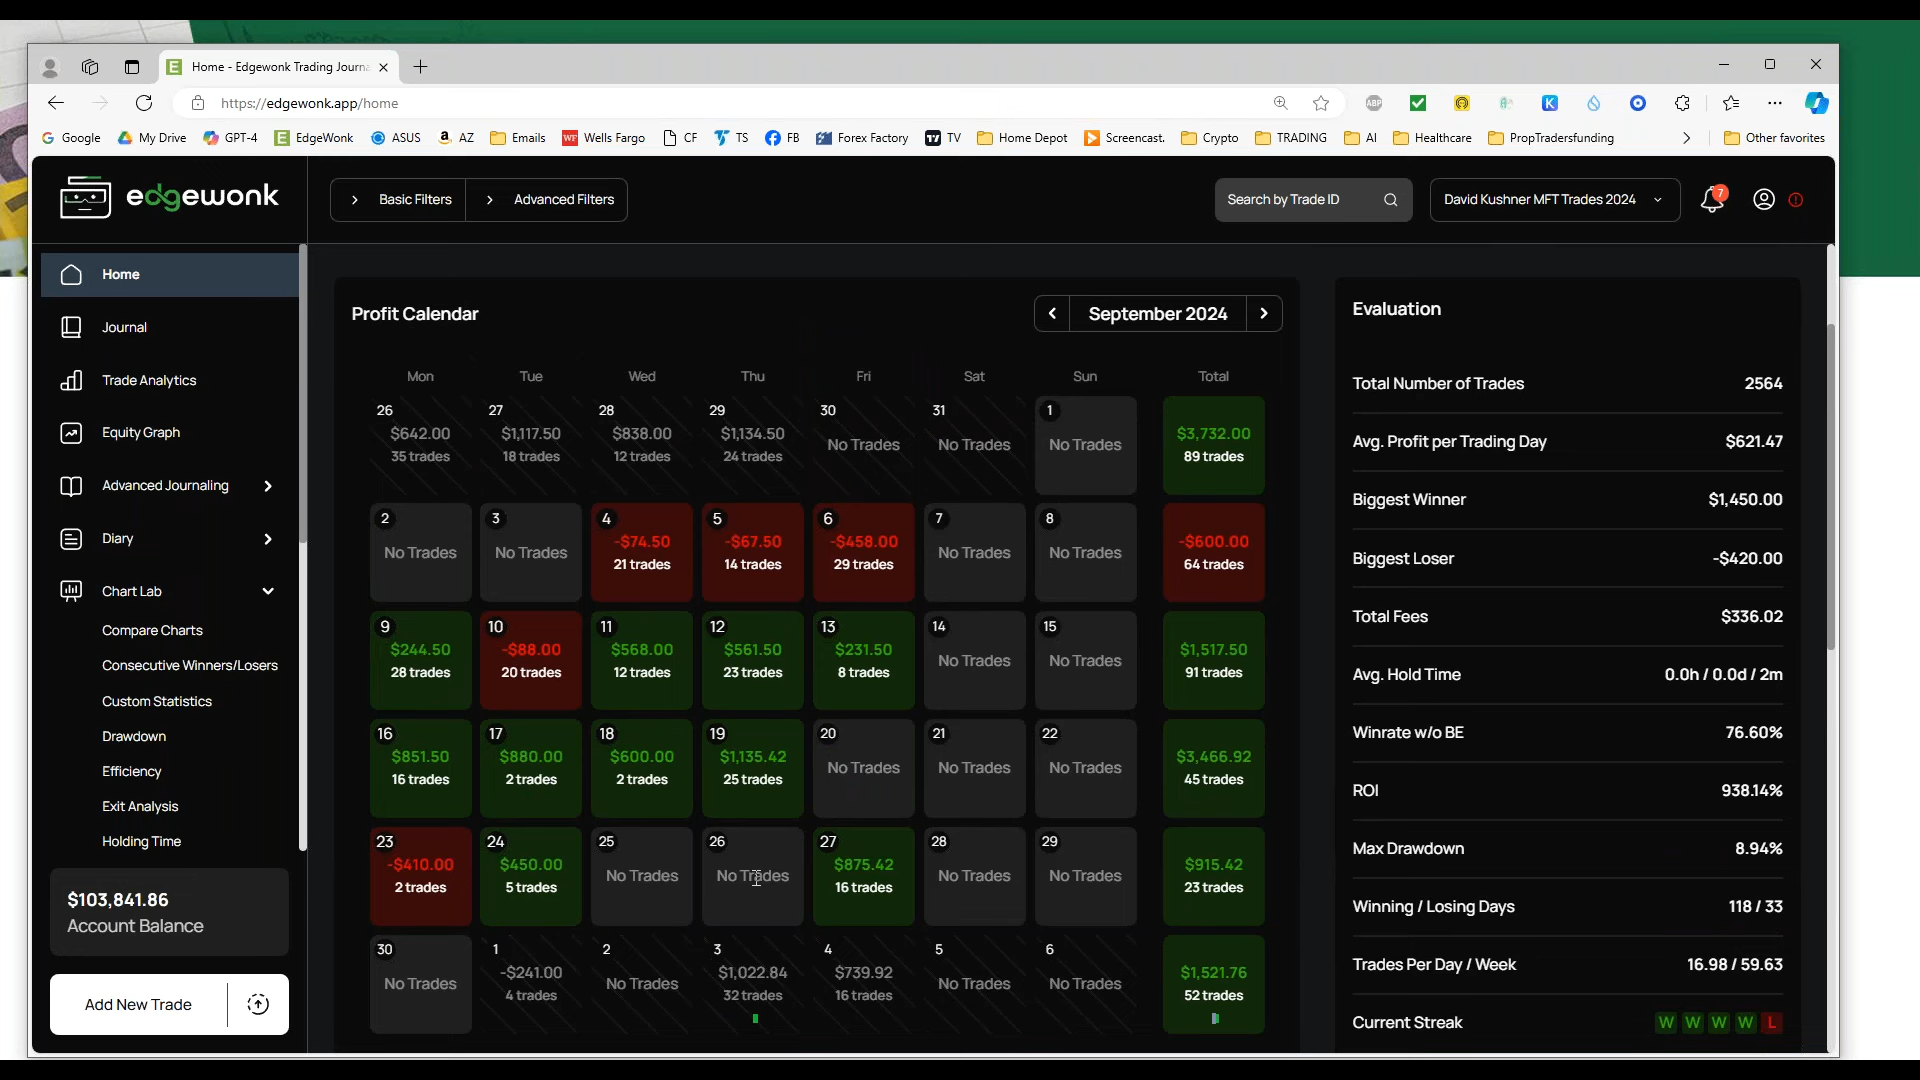 Home - Edgewonk Trading Journa
https://edgewonk.app/home
ABP
Google My Drive GPT-4 EdgeWonk ASUS AZ Emails Wells Fargo CF TS FB Forex Factory TV Home Depot Screencast. Crypto TRADING AI Healthcare PropTradersfunding Other favorites
edgewonk
Basic Filters
Advanced Filters
Search by Trade ID
David Kushner MFT Trades 2024
7
Home
Journal
Trade Analytics
Equity Graph
Advanced Journaling
Diary
Chart Lab
Compare Charts
Consecutive Winners/Losers
Custom Statistics
Drawdown
Efficiency
Exit Analysis
Holding Time
$103,841.86
Account Balance
Add New Trade
Profit Calendar
September 2024
Mon Tue Wed Thu Fri Sat Sun Total
26 27 28 29 30 31 1
$642.00 $1,117.50 $838.00 $1,134.50 No Trades No Trades No Trades $3,732.00
35 trades 18 trades 12 trades 24 trades 89 trades
2 3 4 5 6 7 8
No Trades No Trades -$74.50 -$67.50 -$458.00 No Trades No Trades -$600.00
21 trades 14 trades 29 trades 64 trades
9 10 11 12 13 14 15
$244.50 -$88.00 $568.00 $561.50 $231.50 No Trades No Trades $1,517.50
28 trades 20 trades 12 trades 23 trades 8 trades 91 trades
16 17 18 19 20 21 22
$851.50 $880.00 $600.00 $1,135.42 No Trades No Trades No Trades $3,466.92
16 trades 2 trades 2 trades 25 trades 45 trades
23 24 25 26 27 28 29
-$410.00 $450.00 No Trades No Trades $875.42 No Trades No Trades $915.42
2 trades 5 trades 16 trades 23 trades
30 1 2 3 4 5 6
No Trades -$241.00 No Trades $1,022.84 $739.92 No Trades No Trades $1,521.76
4 trades 32 trades 16 trades 52 trades
Evaluation
Total Number of Trades 2564
Avg. Profit per Trading Day $621.47
Biggest Winner $1,450.00
Biggest Loser -$420.00
Total Fees $336.02
Avg. Hold Time 0.0h / 0.0d / 2m
Winrate w/o BE 76.60%
ROI 938.14%
Max Drawdown 8.94%
Winning / Losing Days 118 / 33
Trades Per Day / Week 16.98 / 59.63
Current Streak W W W W L